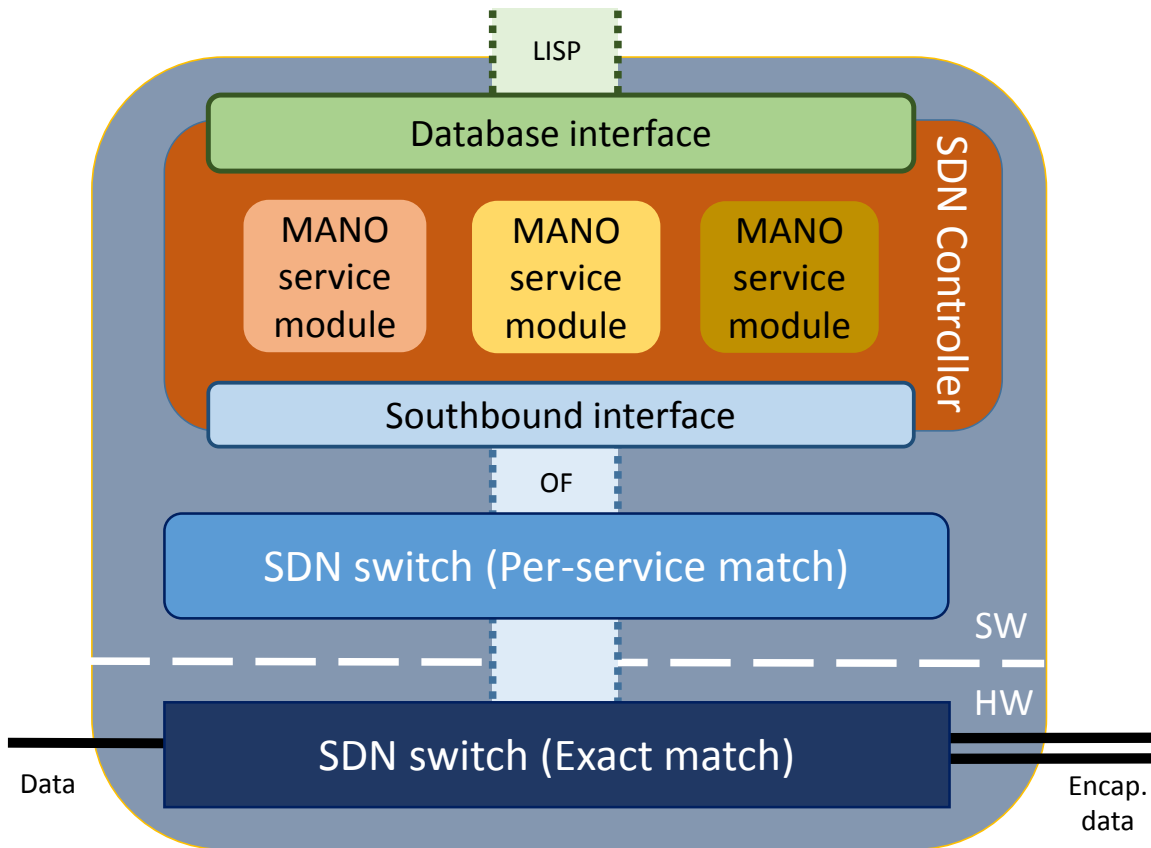 LISP
Database interface
SDN Controller
MANO
service
module
MANO
service
module
MANO
service
module
Southbound interface
OF
SDN switch (Per-service match)
SW
HW
SDN switch (Exact match)
Data
Encap.
data